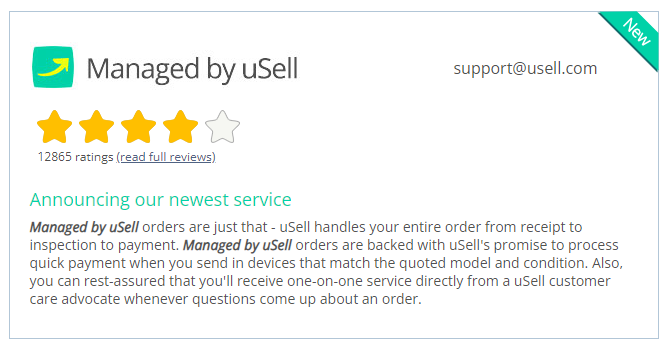 New
Managed by uSell
support@usell.com
12865 ratings (read full reviews)
Announcing our newest service
Managed by uSell orders are just that - uSell handles your entire order from receipt to
inspection to payment. Managed by uSell orders are backed with uSell's promise to process
quick payment when you send in devices that match the quoted model and condition. Also,
you can rest-assured that you'll receive one-on-one service directly from a uSell customer
care advocate whenever questions come up about an order.